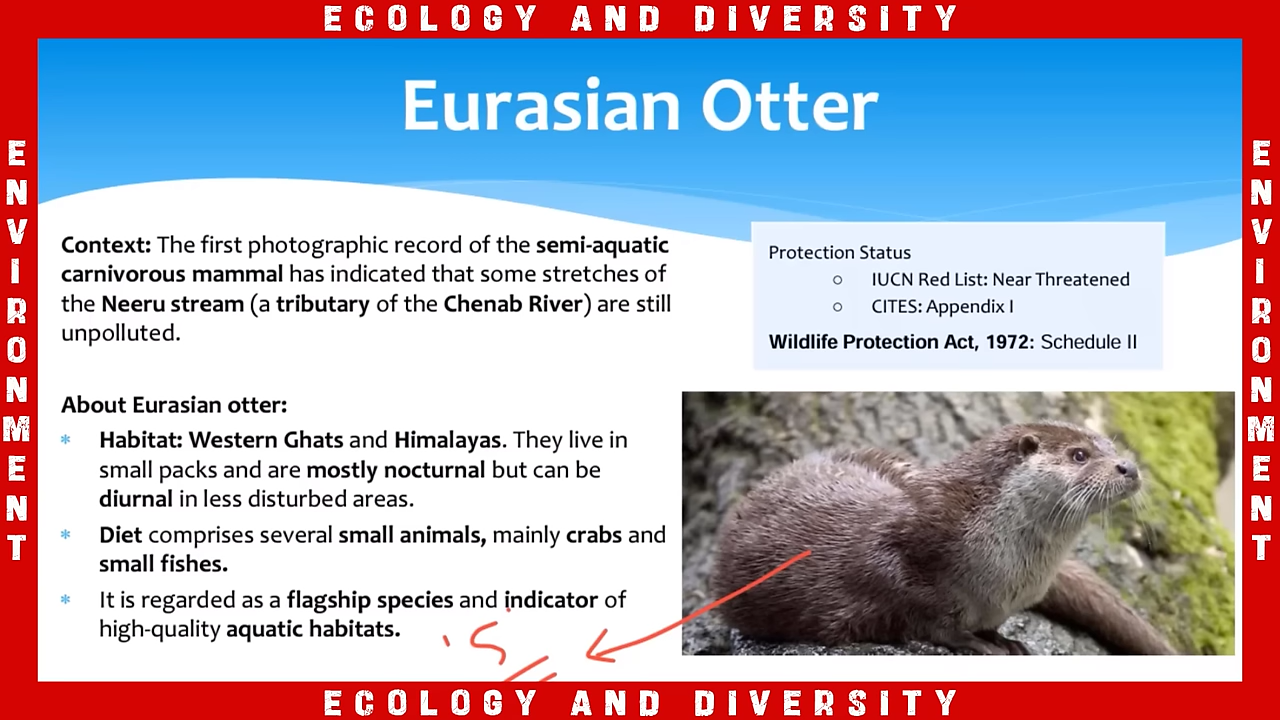 ECOLOGY AND DIVERSITY
ENVIRONMENT
ENVIRONMENT
Eurasian Otter
Context: The first photographic record of the semi-aquatic
carnivorous mammal has indicated that some stretches of
the Neeru stream (a tributary of the Chenab River) are still
unpolluted.
Protection Status
○ IUCN Red List: Near Threatened
○ CITES: Appendix I
Wildlife Protection Act, 1972: Schedule II
About Eurasian otter:
* Habitat: Western Ghats and Himalayas. They live in
small packs and are mostly nocturnal but can be
diurnal in less disturbed areas.
* Diet comprises several small animals, mainly crabs and
small fishes.
* It is regarded as a flagship species and indicator of
high-quality aquatic habitats.
ECOLOGY AND DIVERSITY